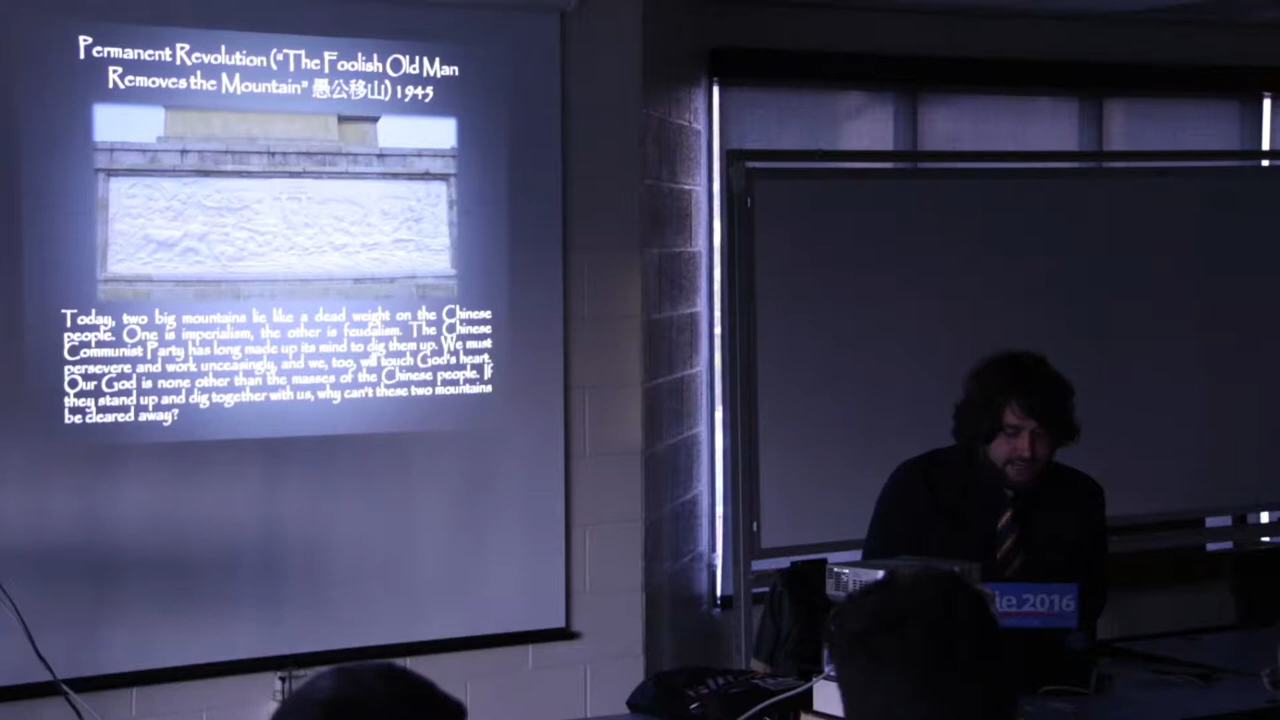 Permanent Revolution ("The Foolish Old Man
Removes the Mountain" 愚公移山) 1945
Today, two big mountains lie like a dead weight on the Chinese
people. One is imperialism, the other is feudalism. The Chinese
Communist Party has long made up its mind to dig them up. We must
persevere and work unceasingly, and we, too, will touch God's heart.
Our God is none other than the masses of the Chinese people. If
they stand up and dig together with us, why can't these two mountains
be cleared away?
ie 2016